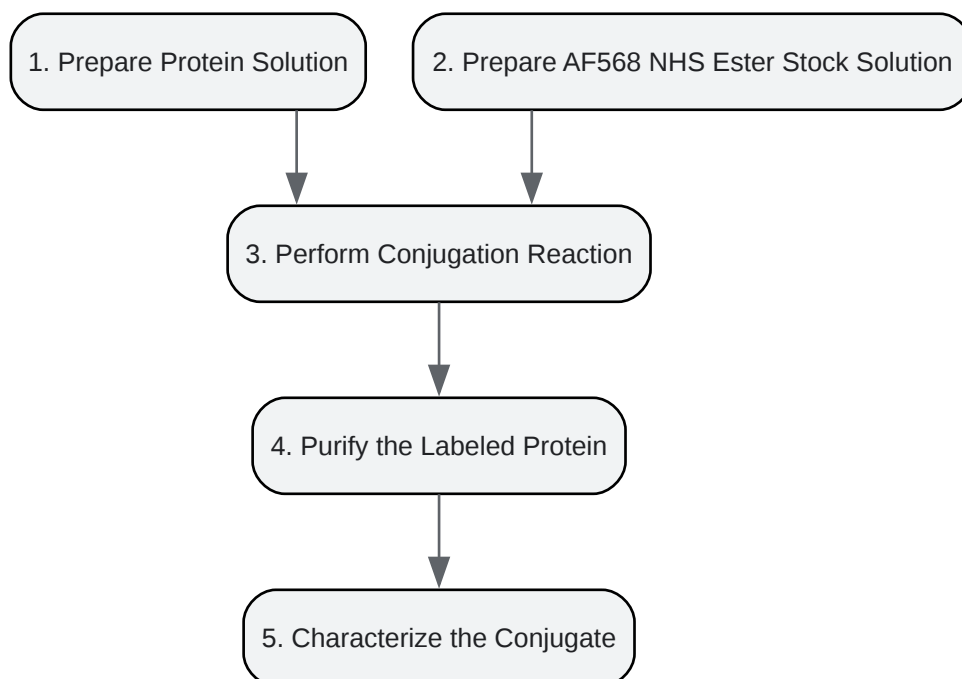 1. Prepare Protein Solution
2. Prepare AF568 NHS Ester Stock Solution
3. Perform Conjugation Reaction
4. Purify the Labeled Protein
5. Characterize the Conjugate